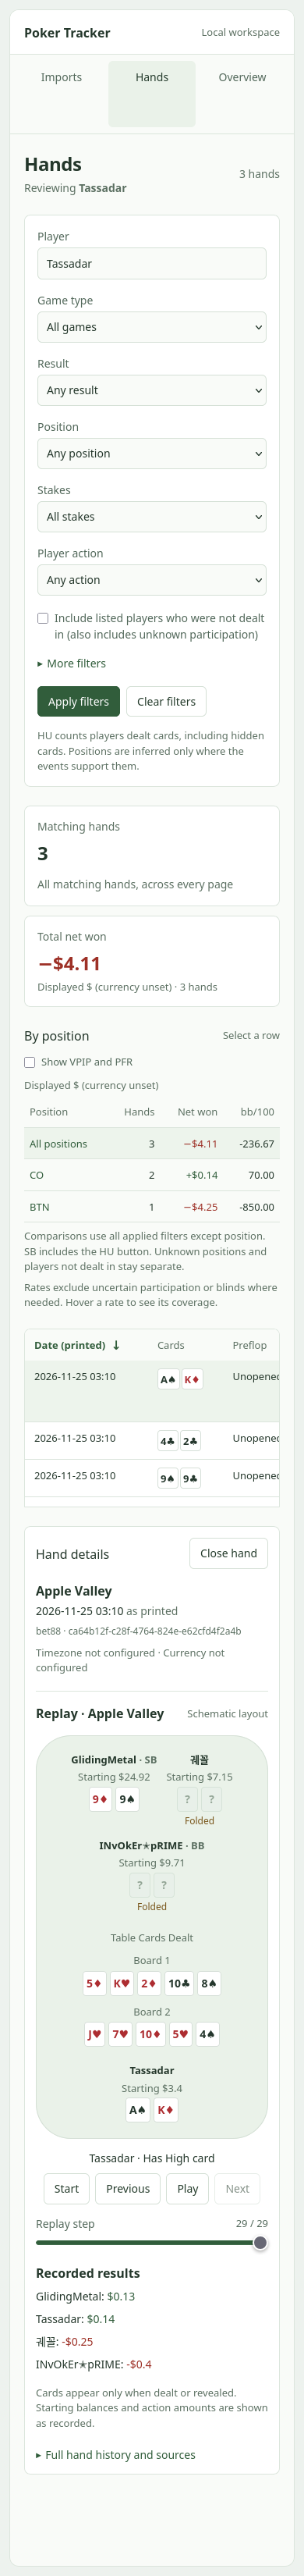 Poker Tracker
Local workspace
Imports
Hands
Overview
Hands
Reviewing Tassadar
3 hands
Player
Tassadar
Game type
All games
Result
Any result
Position
Any position
Stakes
All stakes
Player action
Any action
Include listed players who were not dealt
in (also includes unknown participation)
▸ More filters
Apply filters
Clear filters
HU counts players dealt cards, including hidden
cards. Positions are inferred only where the
events support them.
Matching hands
3
All matching hands, across every page
Total net won
−$4.11
Displayed $ (currency unset) · 3 hands
By position
Select a row
Show VPIP and PFR
Displayed $ (currency unset)
Position Hands Net won bb/100
All positions 3 −$4.11 -236.67
CO 2 +$0.14 70.00
BTN 1 −$4.25 -850.00
Comparisons use all applied filters except position.
SB includes the HU button. Unknown positions and
players not dealt in stay separate.
Rates exclude uncertain participation or blinds where
needed. Hover a rate to see its coverage.
Date (printed) ↓ Cards Preflop
2026-11-25 03:10 A♠ K♦ Unopened
2026-11-25 03:10 4♣ 2♣ Unopened
2026-11-25 03:10 9♠ 9♣ Unopened
Hand details
Close hand
Apple Valley
2026-11-25 03:10 as printed
bet88 · ca64b12f-c28f-4764-824e-e62cfd4f2a4b
Timezone not configured · Currency not
configured
Replay · Apple Valley
Schematic layout
GlidingMetal · SB
Starting $24.92
9♦ 9♠
궤꼴
Starting $7.15
? ?
Folded
INvOkEr✭pRIME · BB
Starting $9.71
? ?
Folded
Table Cards Dealt
Board 1
5♦ K♥ 2♦ 10♣ 8♠
Board 2
J♥ 7♥ 10♦ 5♥ 4♠
Tassadar
Starting $3.4
A♠ K♦
Tassadar · Has High card
Start
Previous
Play
Next
Replay step
29 / 29
Recorded results
GlidingMetal: $0.13
Tassadar: $0.14
궤꼴: -$0.25
INvOkEr✭pRIME: -$0.4
Cards appear only when dealt or revealed.
Starting balances and action amounts are shown
as recorded.
▸ Full hand history and sources